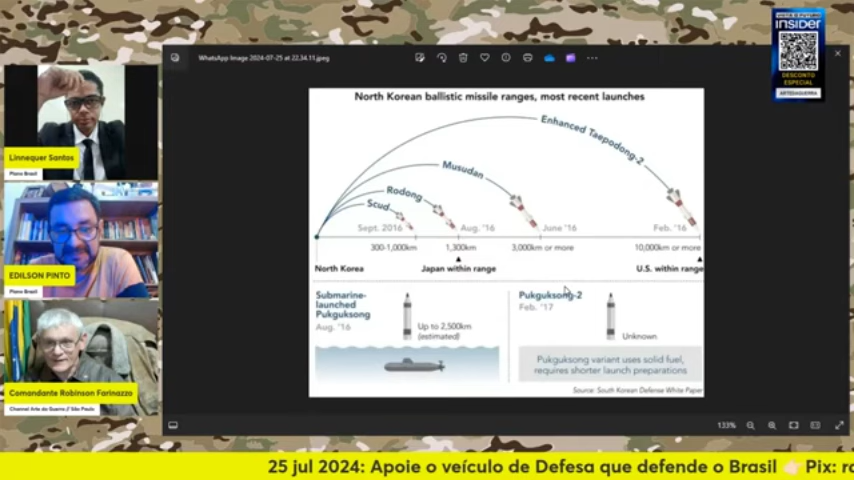 WhatsApp Image 2024-07-25 at 22.34.11.jpeg
insider
DESCONTO
ESPECIAL
ARTEDAGUERRA
North Korean ballistic missile ranges, most recent launches
Enhanced Taepodong-2
Musudan
Rodong
Scud
Sept. 2016
Aug. '16
June '16
Feb. '16
300-1,000km
1,300km
3,000km or more
10,000km or more
North Korea
Japan within range
U.S. within range
Submarine-
launched
Pukguksong
Aug. '16
Up to 2,500km
(estimated)
Pukguksong-2
Feb. '17
Unknown
Pukguksong variant uses solid fuel,
requires shorter launch preparations
Source: South Korean Defense White Paper
133%
Linnequer Santos
Plano Brasil
EDILSON PINTO
Plano Brasil
Comandante Robinson Farinazzo
Channel Arte da Guerra // São Paulo
25 jul 2024: Apoie o veículo de Defesa que defende o Brasil 👉🏻 Pix: ro